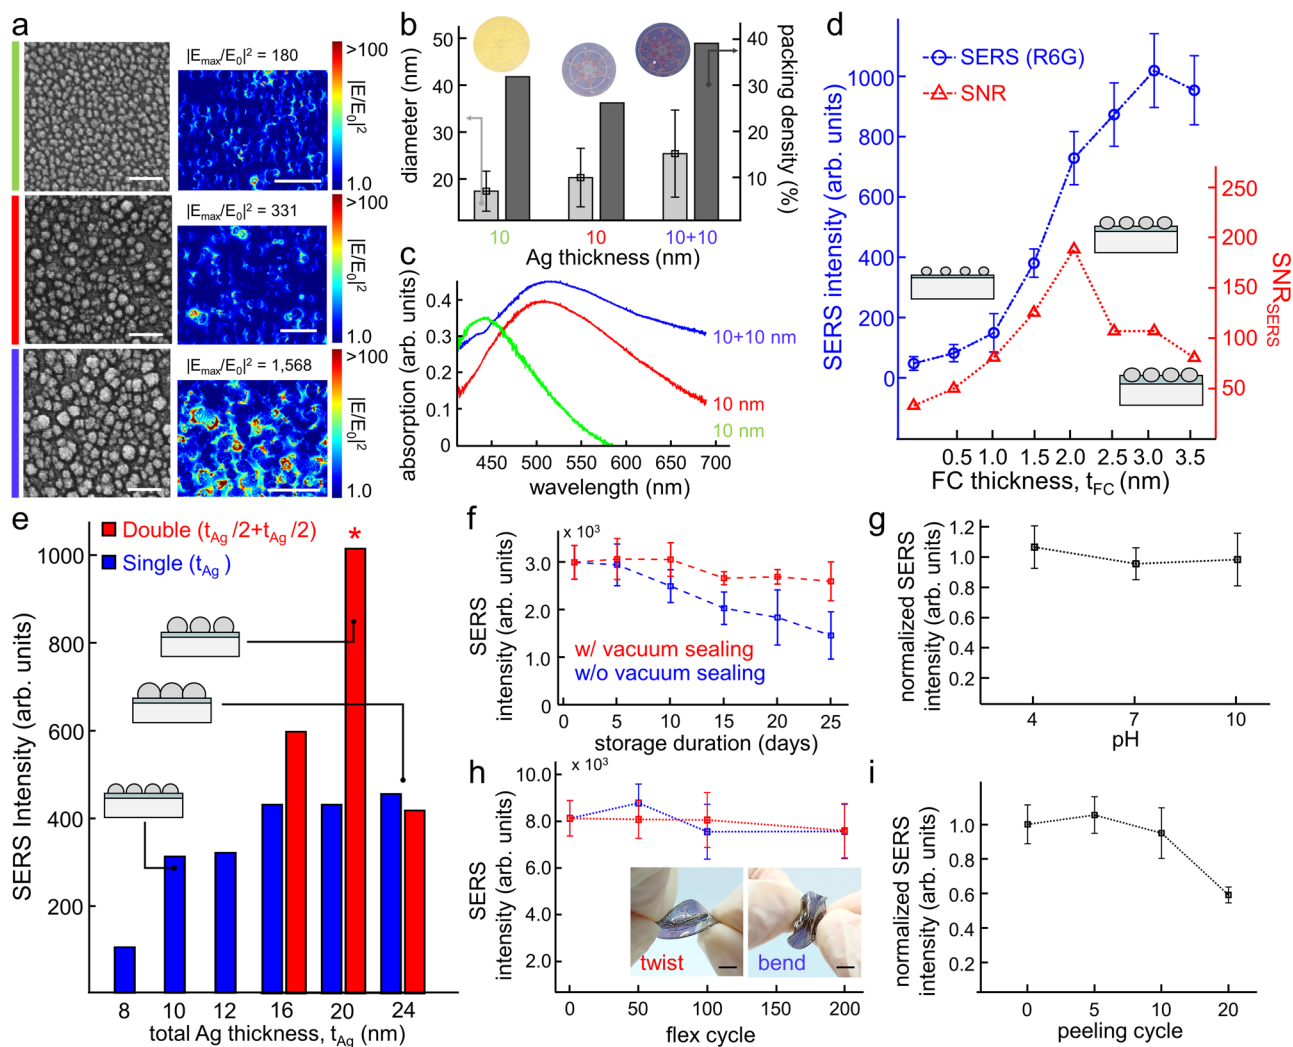 a
|Emax/E0|² = 180
>100
|E/E0|²
1.0
|Emax/E0|² = 331
>100
|E/E0|²
1.0
|Emax/E0|² = 1,568
>100
|E/E0|²
1.0
b
50
40
30
20
diameter (nm)
40
30
20
10
packing density (%)
10
10
10+10
Ag thickness (nm)
c
0.4
0.3
0.2
0.1
0
absorption (arb. units)
10+10 nm
10 nm
10 nm
450 500 550 600 650 700
wavelength (nm)
d
SERS (R6G)
SNR
1000
800
600
400
200
0
SERS intensity (arb. units)
250
200
150
100
50
SNRSERS
0.5 1.0 1.5 2.0 2.5 3.0 3.5
FC thickness, tFC (nm)
e
Double (tAg /2+tAg /2)
Single (tAg )
*
1000
800
600
400
200
SERS Intensity (arb. units)
8 10 12 16 20 24
total Ag thickness, tAg (nm)
f
x 10³
3.0
2.0
1.0
0
SERS
intensity (arb. units)
w/ vacuum sealing
w/o vacuum sealing
0 5 10 15 20 25
storage duration (days)
g
1.2
1.0
0.8
0.6
0.4
0.2
normalized SERS
intensity (arb. units)
4 7 10
pH
h
x 10³
10.0
8.0
6.0
4.0
2.0
SERS
intensity (arb. units)
twist
bend
0 50 100 150 200
flex cycle
i
1.0
0.8
0.6
0.4
0.2
normalized SERS
intensity (arb. units)
0 5 10 20
peeling cycle